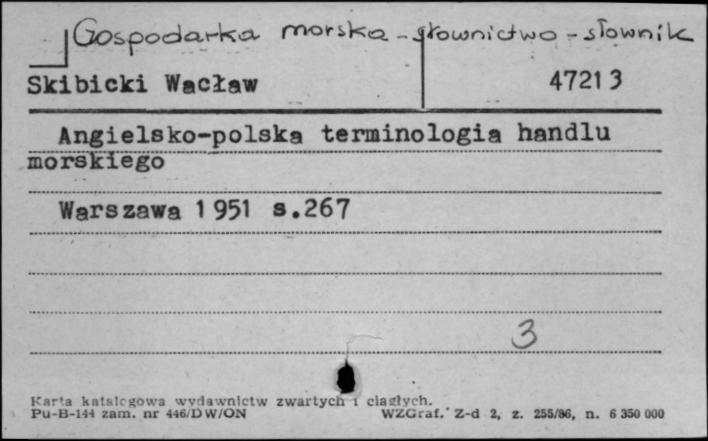 Gospodarka morska - słownictwo - słownik
Skibicki Wacław 47213
Angielsko-polska terminologia handlu
morskiego
Warszawa 1951 s.267
3
Karta katalogowa wydawnictw zwartych i ciągłych.
Pu-B-144 zam. nr 446/DW/ON WZGraf. Z-d 2, z. 255/86, n. 6 350 000